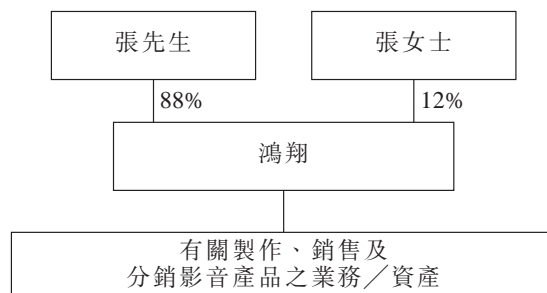 張先生
張女士
88%
12%
鴻翔
有關製作、銷售及
分銷影音產品之業務／資產